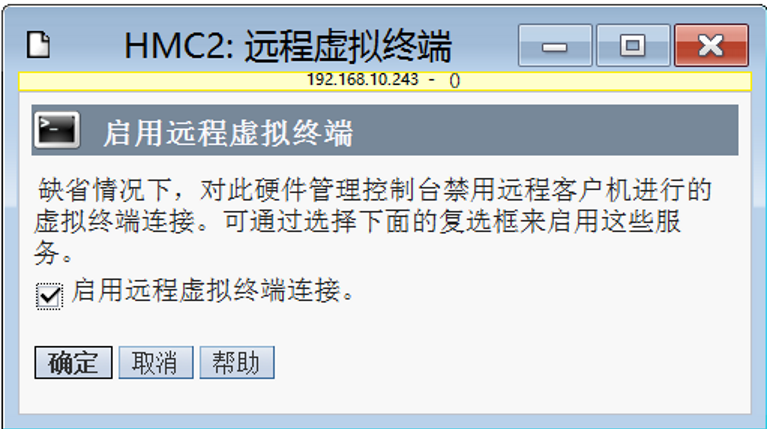 HMC2: 远程虚拟终端
192.168.10.243 - ()
启用远程虚拟终端
缺省情况下，对此硬件管理控制台禁用远程客户机进行的
虚拟终端连接。可通过选择下面的复选框来启用这些服
务。
启用远程虚拟终端连接。
确定 取消 帮助